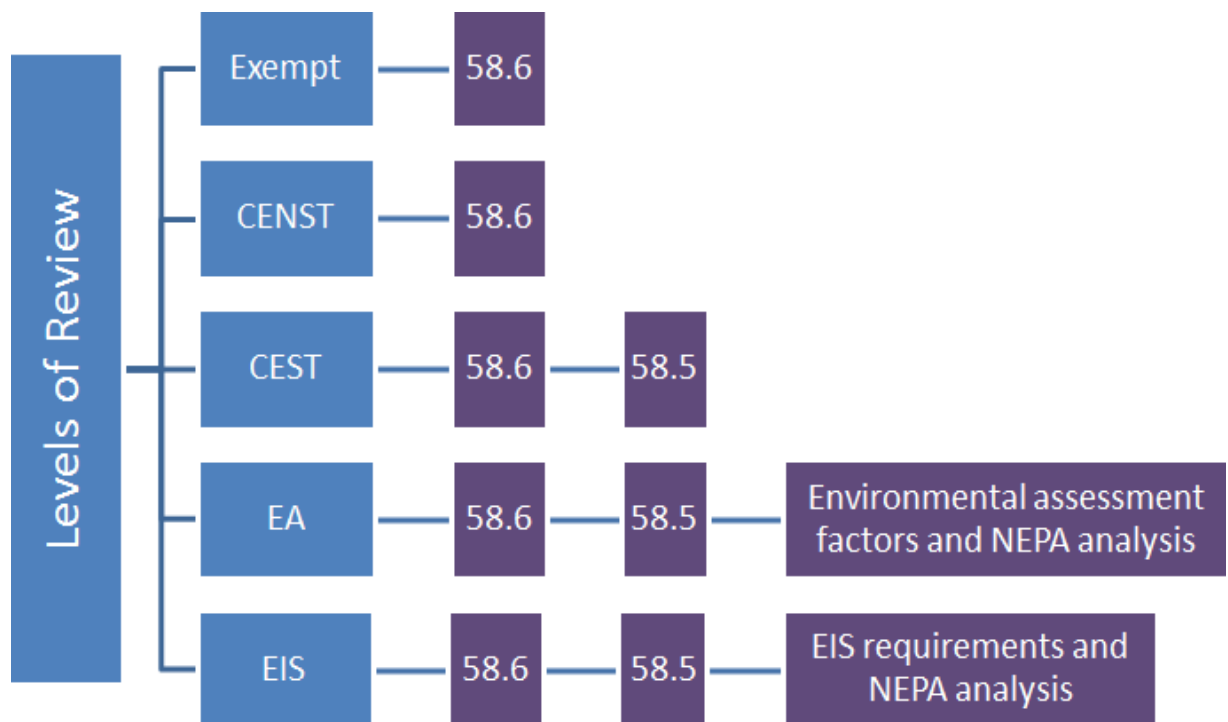 Levels of Review
Exempt
58.6
CENST
58.6
CEST
58.6
58.5
EA
58.6
58.5
Environmental assessment
factors and NEPA analysis
EIS
58.6
58.5
EIS requirements and
NEPA analysis